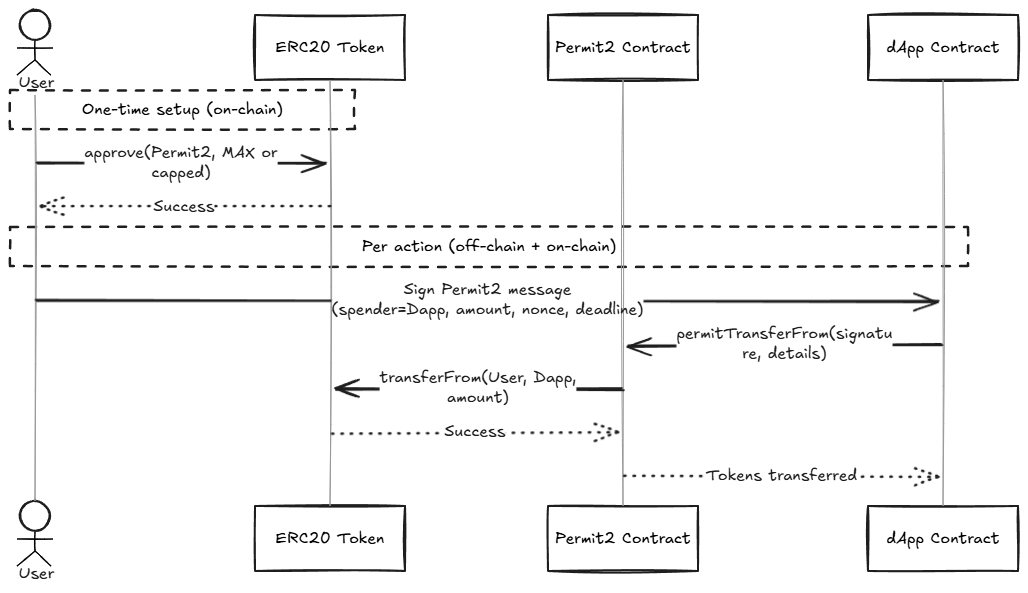 ERC20 Token
Permit2 Contract
dApp Contract
User
One-time setup (on-chain)
approve(Permit2, MAX or
capped)
Success
Per action (off-chain + on-chain)
Sign Permit2 message
(spender=Dapp, amount, nonce, deadline)
permitTransferFrom(signatu
re, details)
transferFrom(User, Dapp,
amount)
Success
Tokens transferred
ERC20 Token
Permit2 Contract
dApp Contract
User